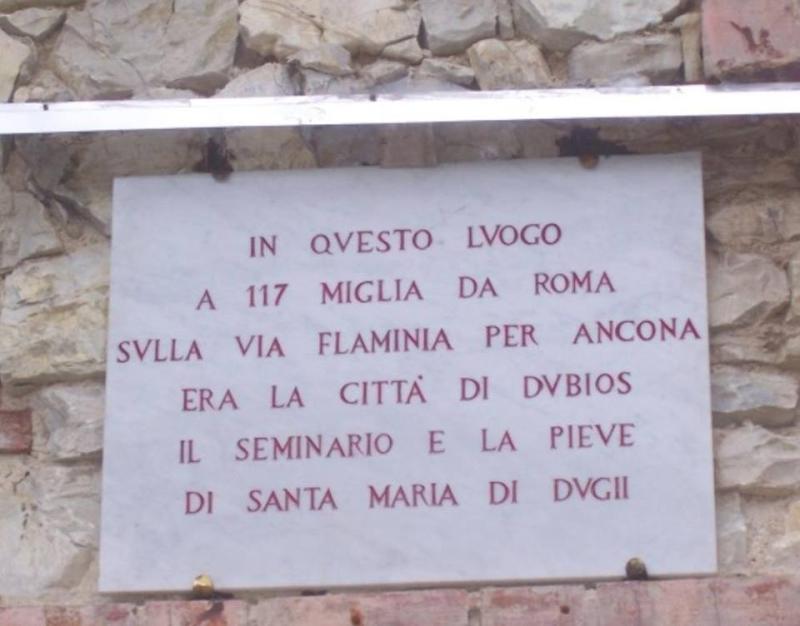 IN QVESTO LVOGO
A 117 MIGLIA DA ROMA
SVLLA VIA FLAMINIA PER ANCONA
ERA LA CITTÀ DI DVBIOS
IL SEMINARIO E LA PIEVE
DI SANTA MARIA DI DVGII